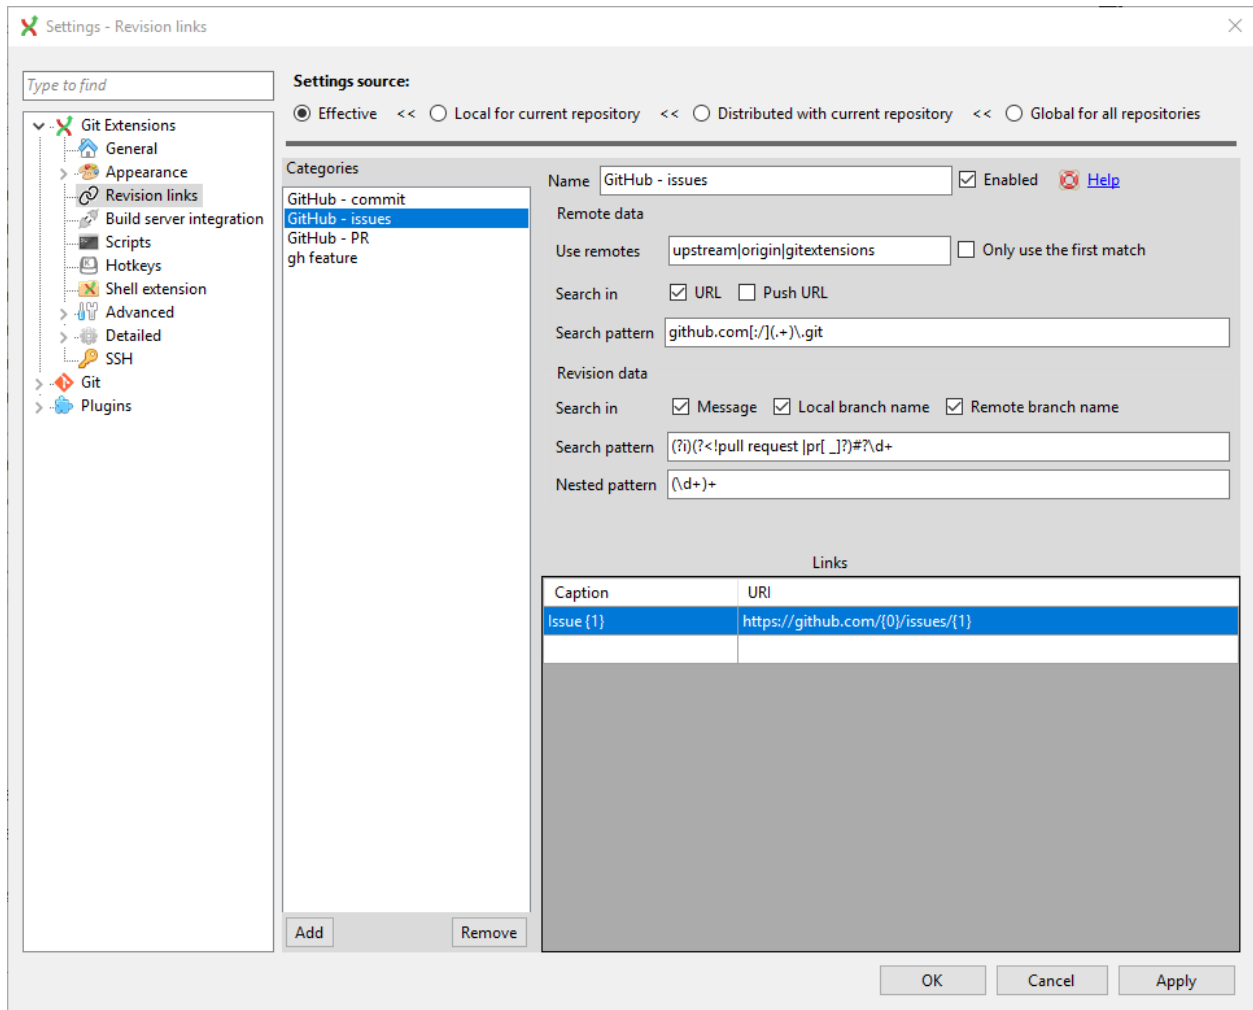 Settings - Revision links
Type to find
Git Extensions
General
Appearance
Revision links
Build server integration
Scripts
Hotkeys
Shell extension
Advanced
Detailed
SSH
Git
Plugins
Settings source:
Effective << Local for current repository << Distributed with current repository << Global for all repositories
Categories
GitHub - commit
GitHub - issues
GitHub - PR
gh feature
Add Remove
Name GitHub - issues Enabled Help
Remote data
Use remotes upstream|origin|gitextensions Only use the first match
Search in URL Push URL
Search pattern github.com[:/](.+)\.git
Revision data
Search in Message Local branch name Remote branch name
Search pattern (?i)(?<!pull request |pr[ _]?)#?\d+
Nested pattern (\d+)+
Links
Caption URI
Issue {1} https://github.com/{0}/issues/{1}
OK Cancel Apply